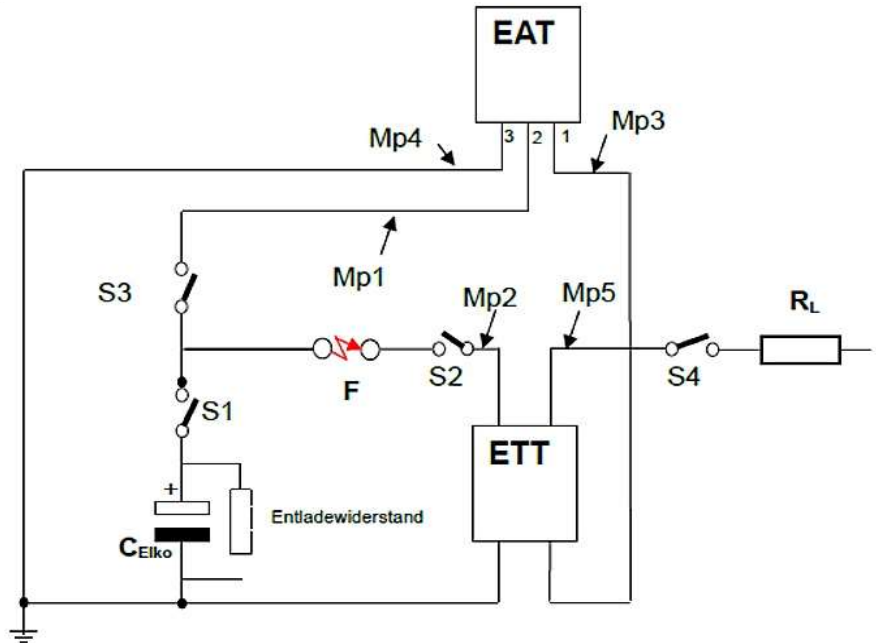 EAT
3 2 1
Mp4
Mp3
Mp1
S3
Mp2
Mp5
RL
F
S2
S4
S1
ETT
+
Entladewiderstand
CElko